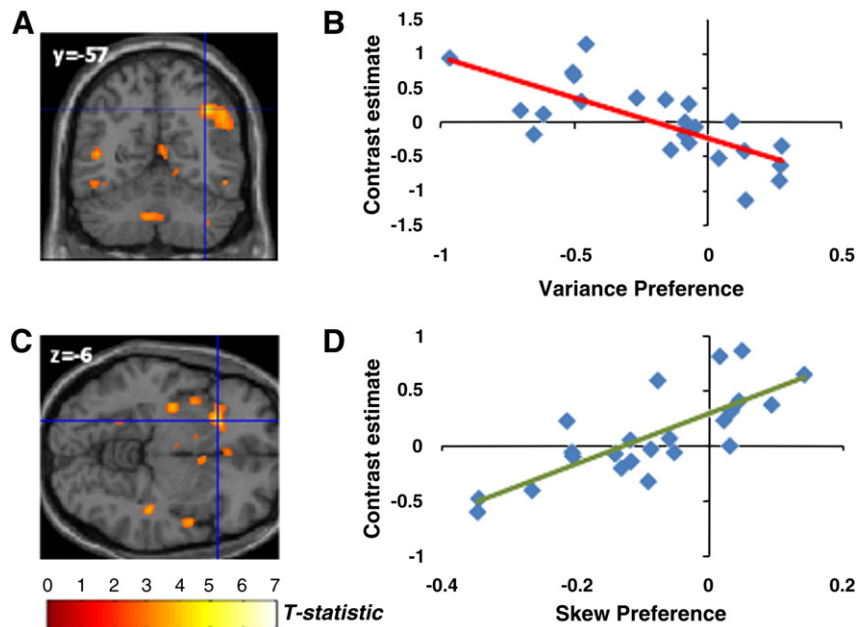 A
y=-57
B
1.5
1
0.5
0
-0.5
-1
-1.5
Contrast estimate
-1 -0.5 0 0.5
Variance Preference
C
z=-6
0 1 2 3 4 5 6 7
T-statistic
D
1
0.5
0
-0.5
-1
Contrast estimate
-0.4 -0.2 0 0.2
Skew Preference